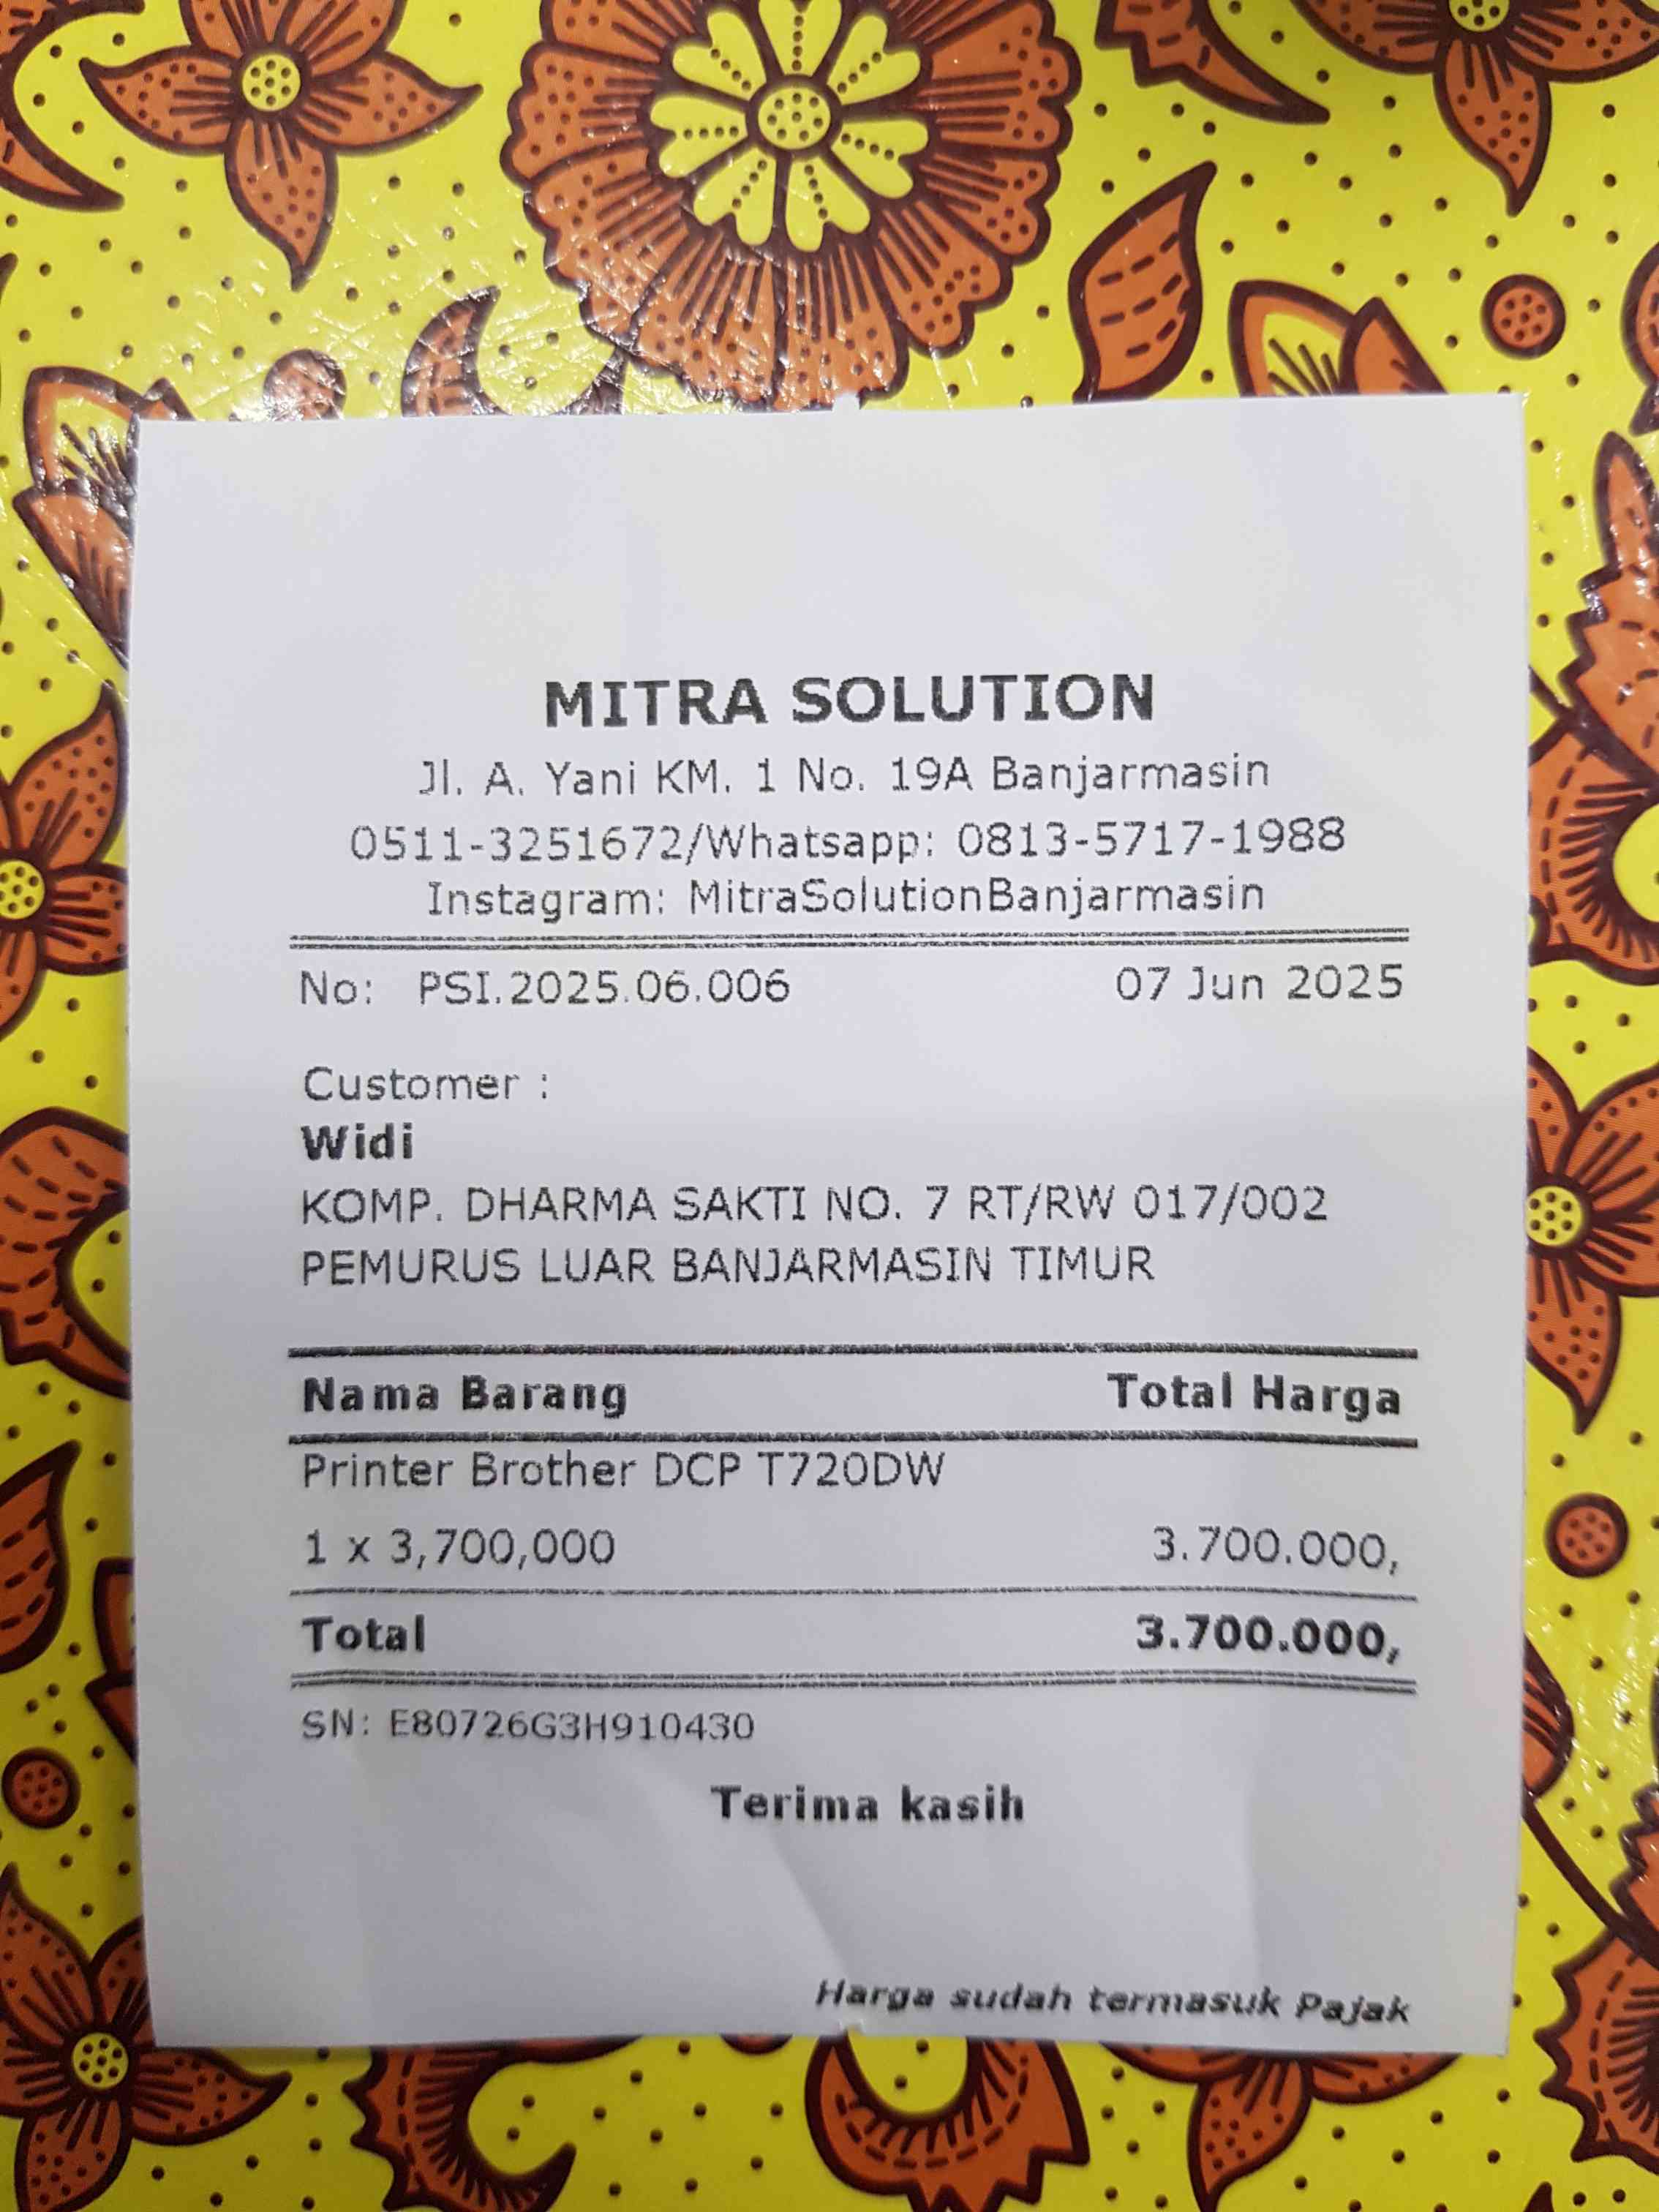 MITRA SOLUTION
Jl. A. Yani KM. 1 No. 19A Banjarmasin
0511-3251672/Whatsapp: 0813-5717-1988
Instagram: MitraSolutionBanjarmasin
No: PSI.2025.06.006 07 Jun 2025
Customer :
Widi
KOMP. DHARMA SAKTI NO. 7 RT/RW 017/002
PEMURUS LUAR BANJARMASIN TIMUR
Nama Barang Total Harga
Printer Brother DCP T720DW
1 x 3,700,000 3.700.000,
Total 3.700.000,
SN: E80726G3H910430
Terima kasih
Harga sudah termasuk Pajak